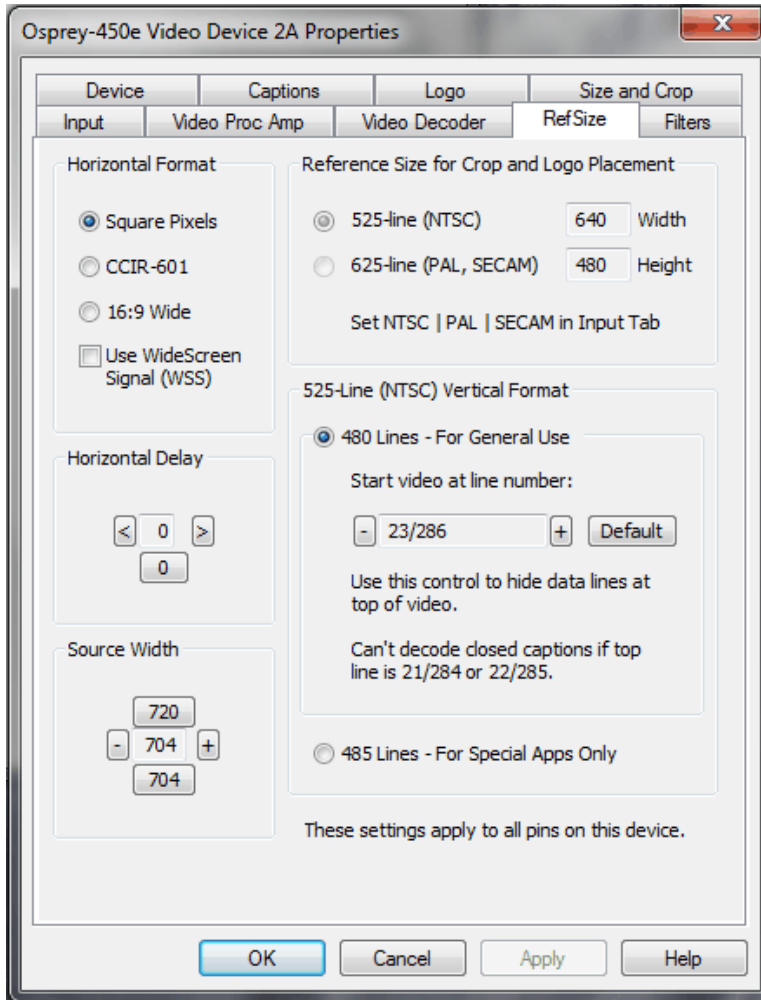 Osprey-450e Video Device 2A Properties
X
Device Captions Logo Size and Crop
Input Video Proc Amp Video Decoder RefSize Filters
Horizontal Format
Square Pixels
CCIR-601
16:9 Wide
Use WideScreen
Signal (WSS)
Horizontal Delay
< 0 >
0
Source Width
720
- 704 +
704
Reference Size for Crop and Logo Placement
525-line (NTSC) 640 Width
625-line (PAL, SECAM) 480 Height
Set NTSC | PAL | SECAM in Input Tab
525-Line (NTSC) Vertical Format
480 Lines - For General Use
Start video at line number:
- 23/286 + Default
Use this control to hide data lines at
top of video.
Can't decode closed captions if top
line is 21/284 or 22/285.
485 Lines - For Special Apps Only
These settings apply to all pins on this device.
OK Cancel Apply Help